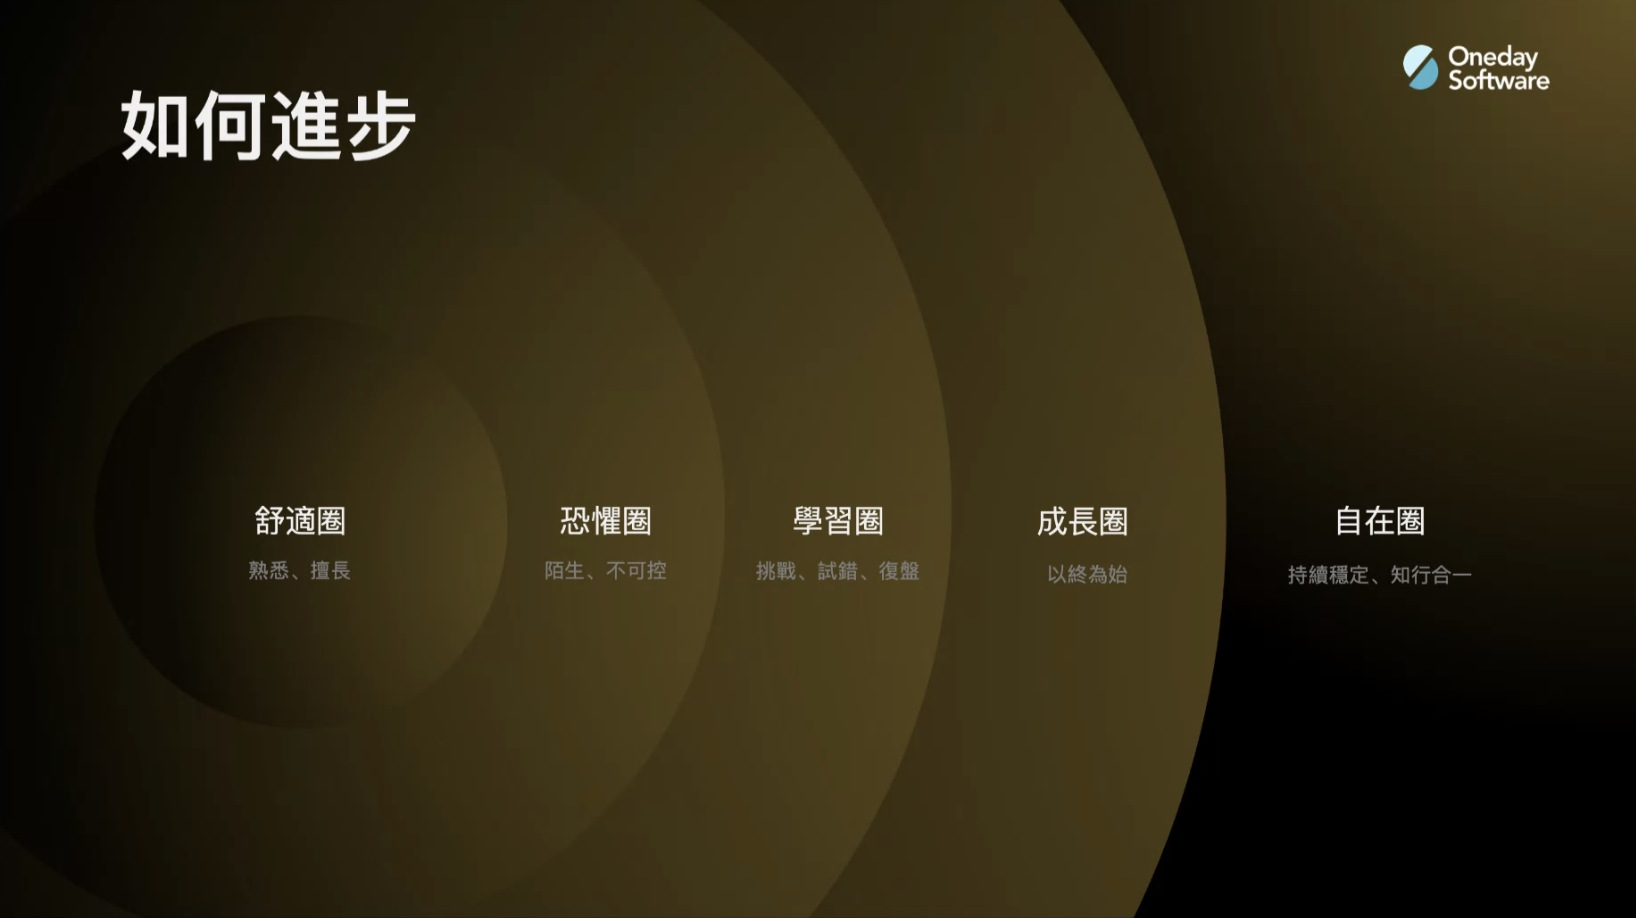 如何進步
Oneday
Software
舒適圈
熟悉、擅長
恐懼圈
陌生、不可控
學習圈
挑戰、試錯、復盤
成長圈
以終為始
自在圈
持續穩定、知行合一